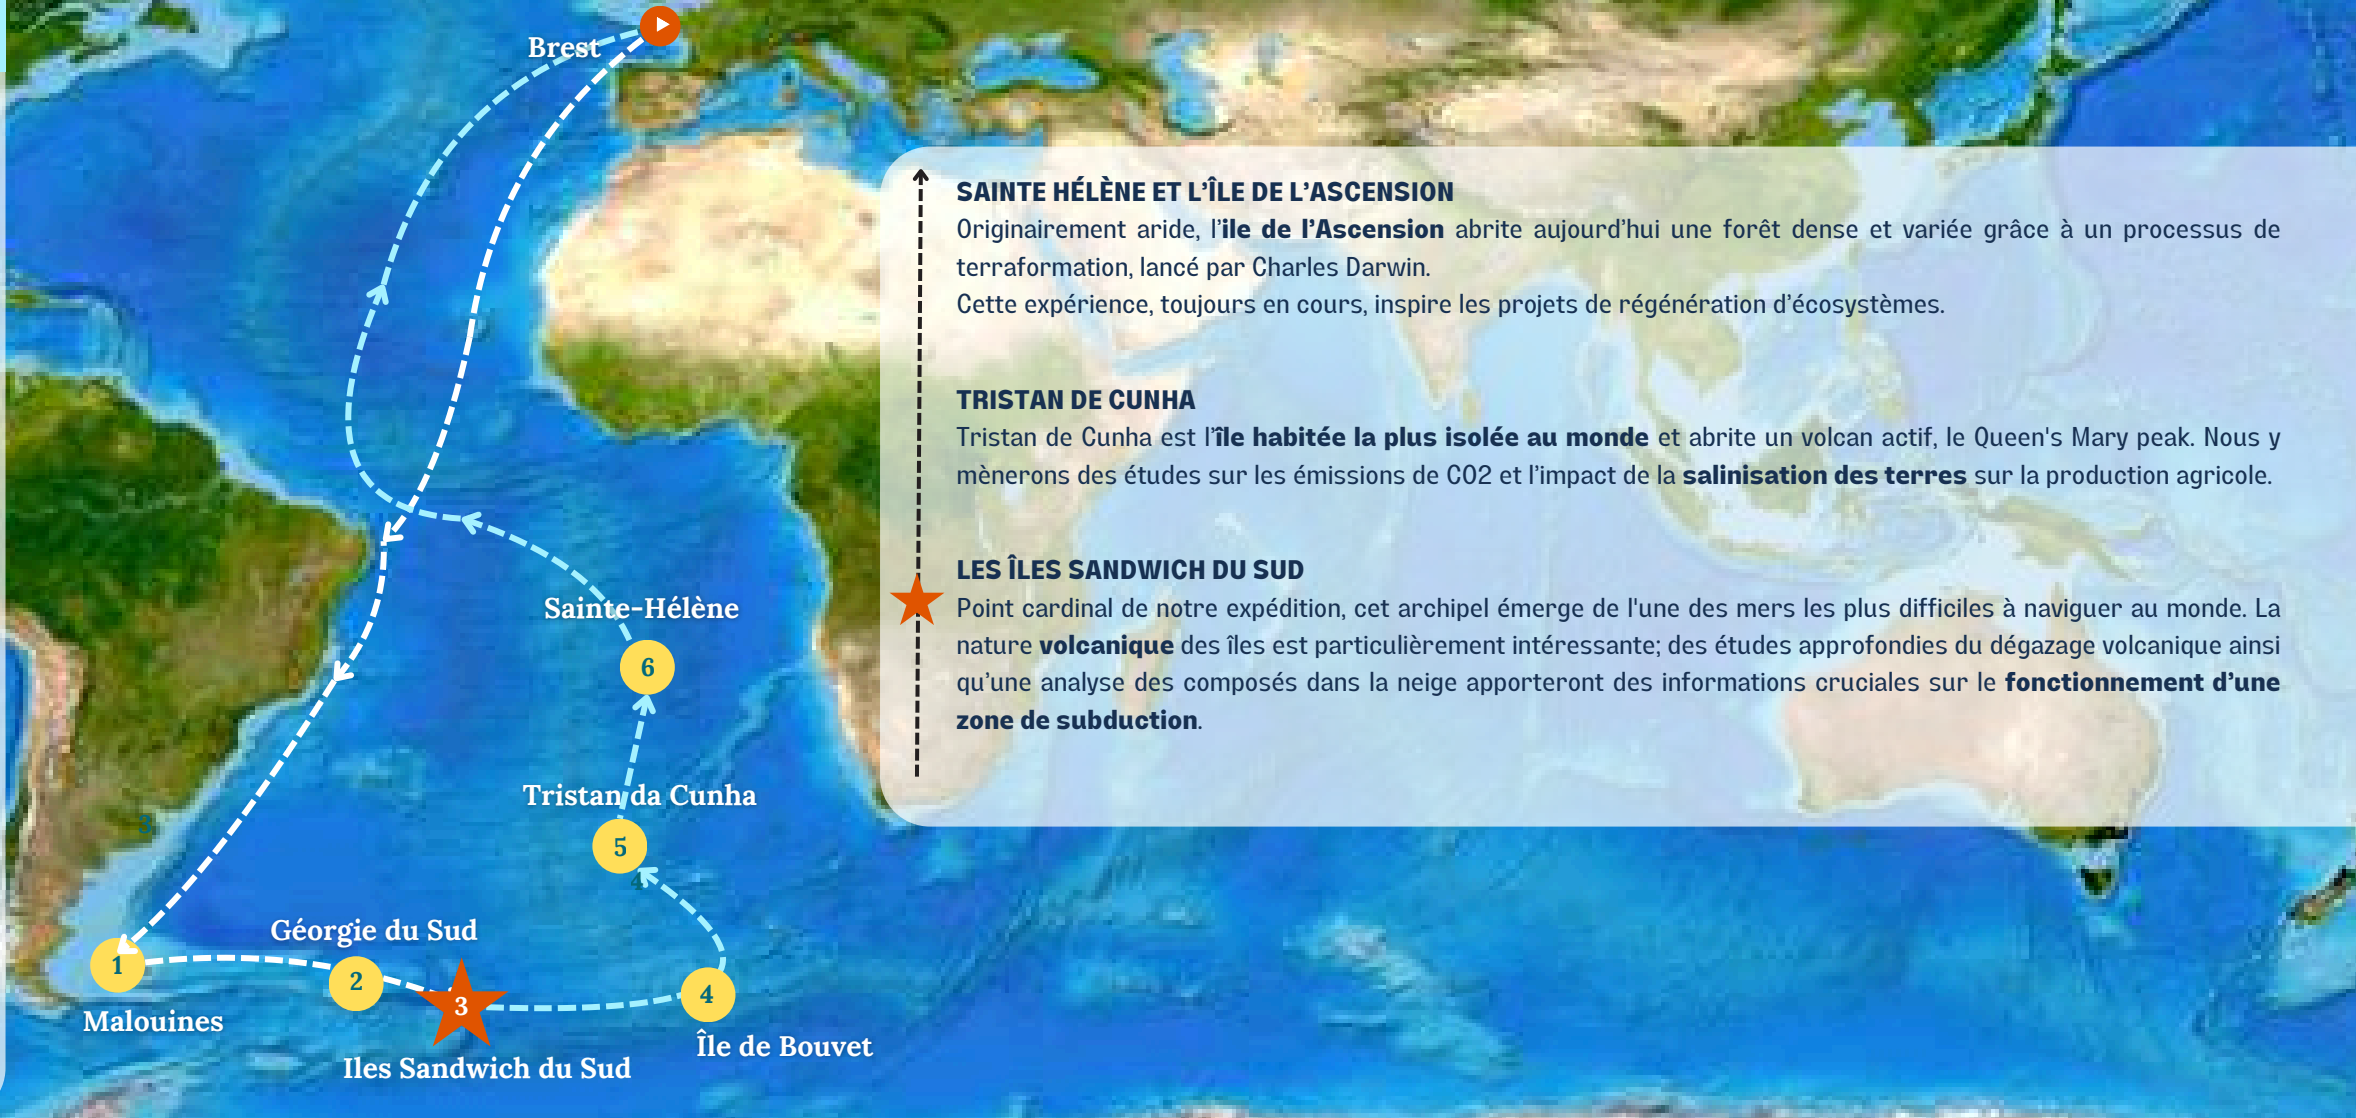 Brest
SAINTE HÉLÈNE ET L’ÎLE DE L’ASCENSION
Originairement aride, l’ile de l’Ascension abrite aujourd’hui une forêt dense et variée grâce à un processus de
terraformation, lancé par Charles Darwin.
Cette expérience, toujours en cours, inspire les projets de régénération d’écosystèmes.
TRISTAN DE CUNHA
Tristan de Cunha est l’île habitée la plus isolée au monde et abrite un volcan actif, le Queen's Mary peak. Nous y
mènerons des études sur les émissions de CO2 et l’impact de la salinisation des terres sur la production agricole.
LES ÎLES SANDWICH DU SUD
Point cardinal de notre expédition, cet archipel émerge de l'une des mers les plus difficiles à naviguer au monde. La
nature volcanique des îles est particulièrement intéressante; des études approfondies du dégazage volcanique ainsi
qu’une analyse des composés dans la neige apporteront des informations cruciales sur le fonctionnement d’une
zone de subduction.
Sainte-Hélène
6
Tristan da Cunha
3
5
4
Géorgie du Sud
1
2
3
4
Malouines
Île de Bouvet
Iles Sandwich du Sud